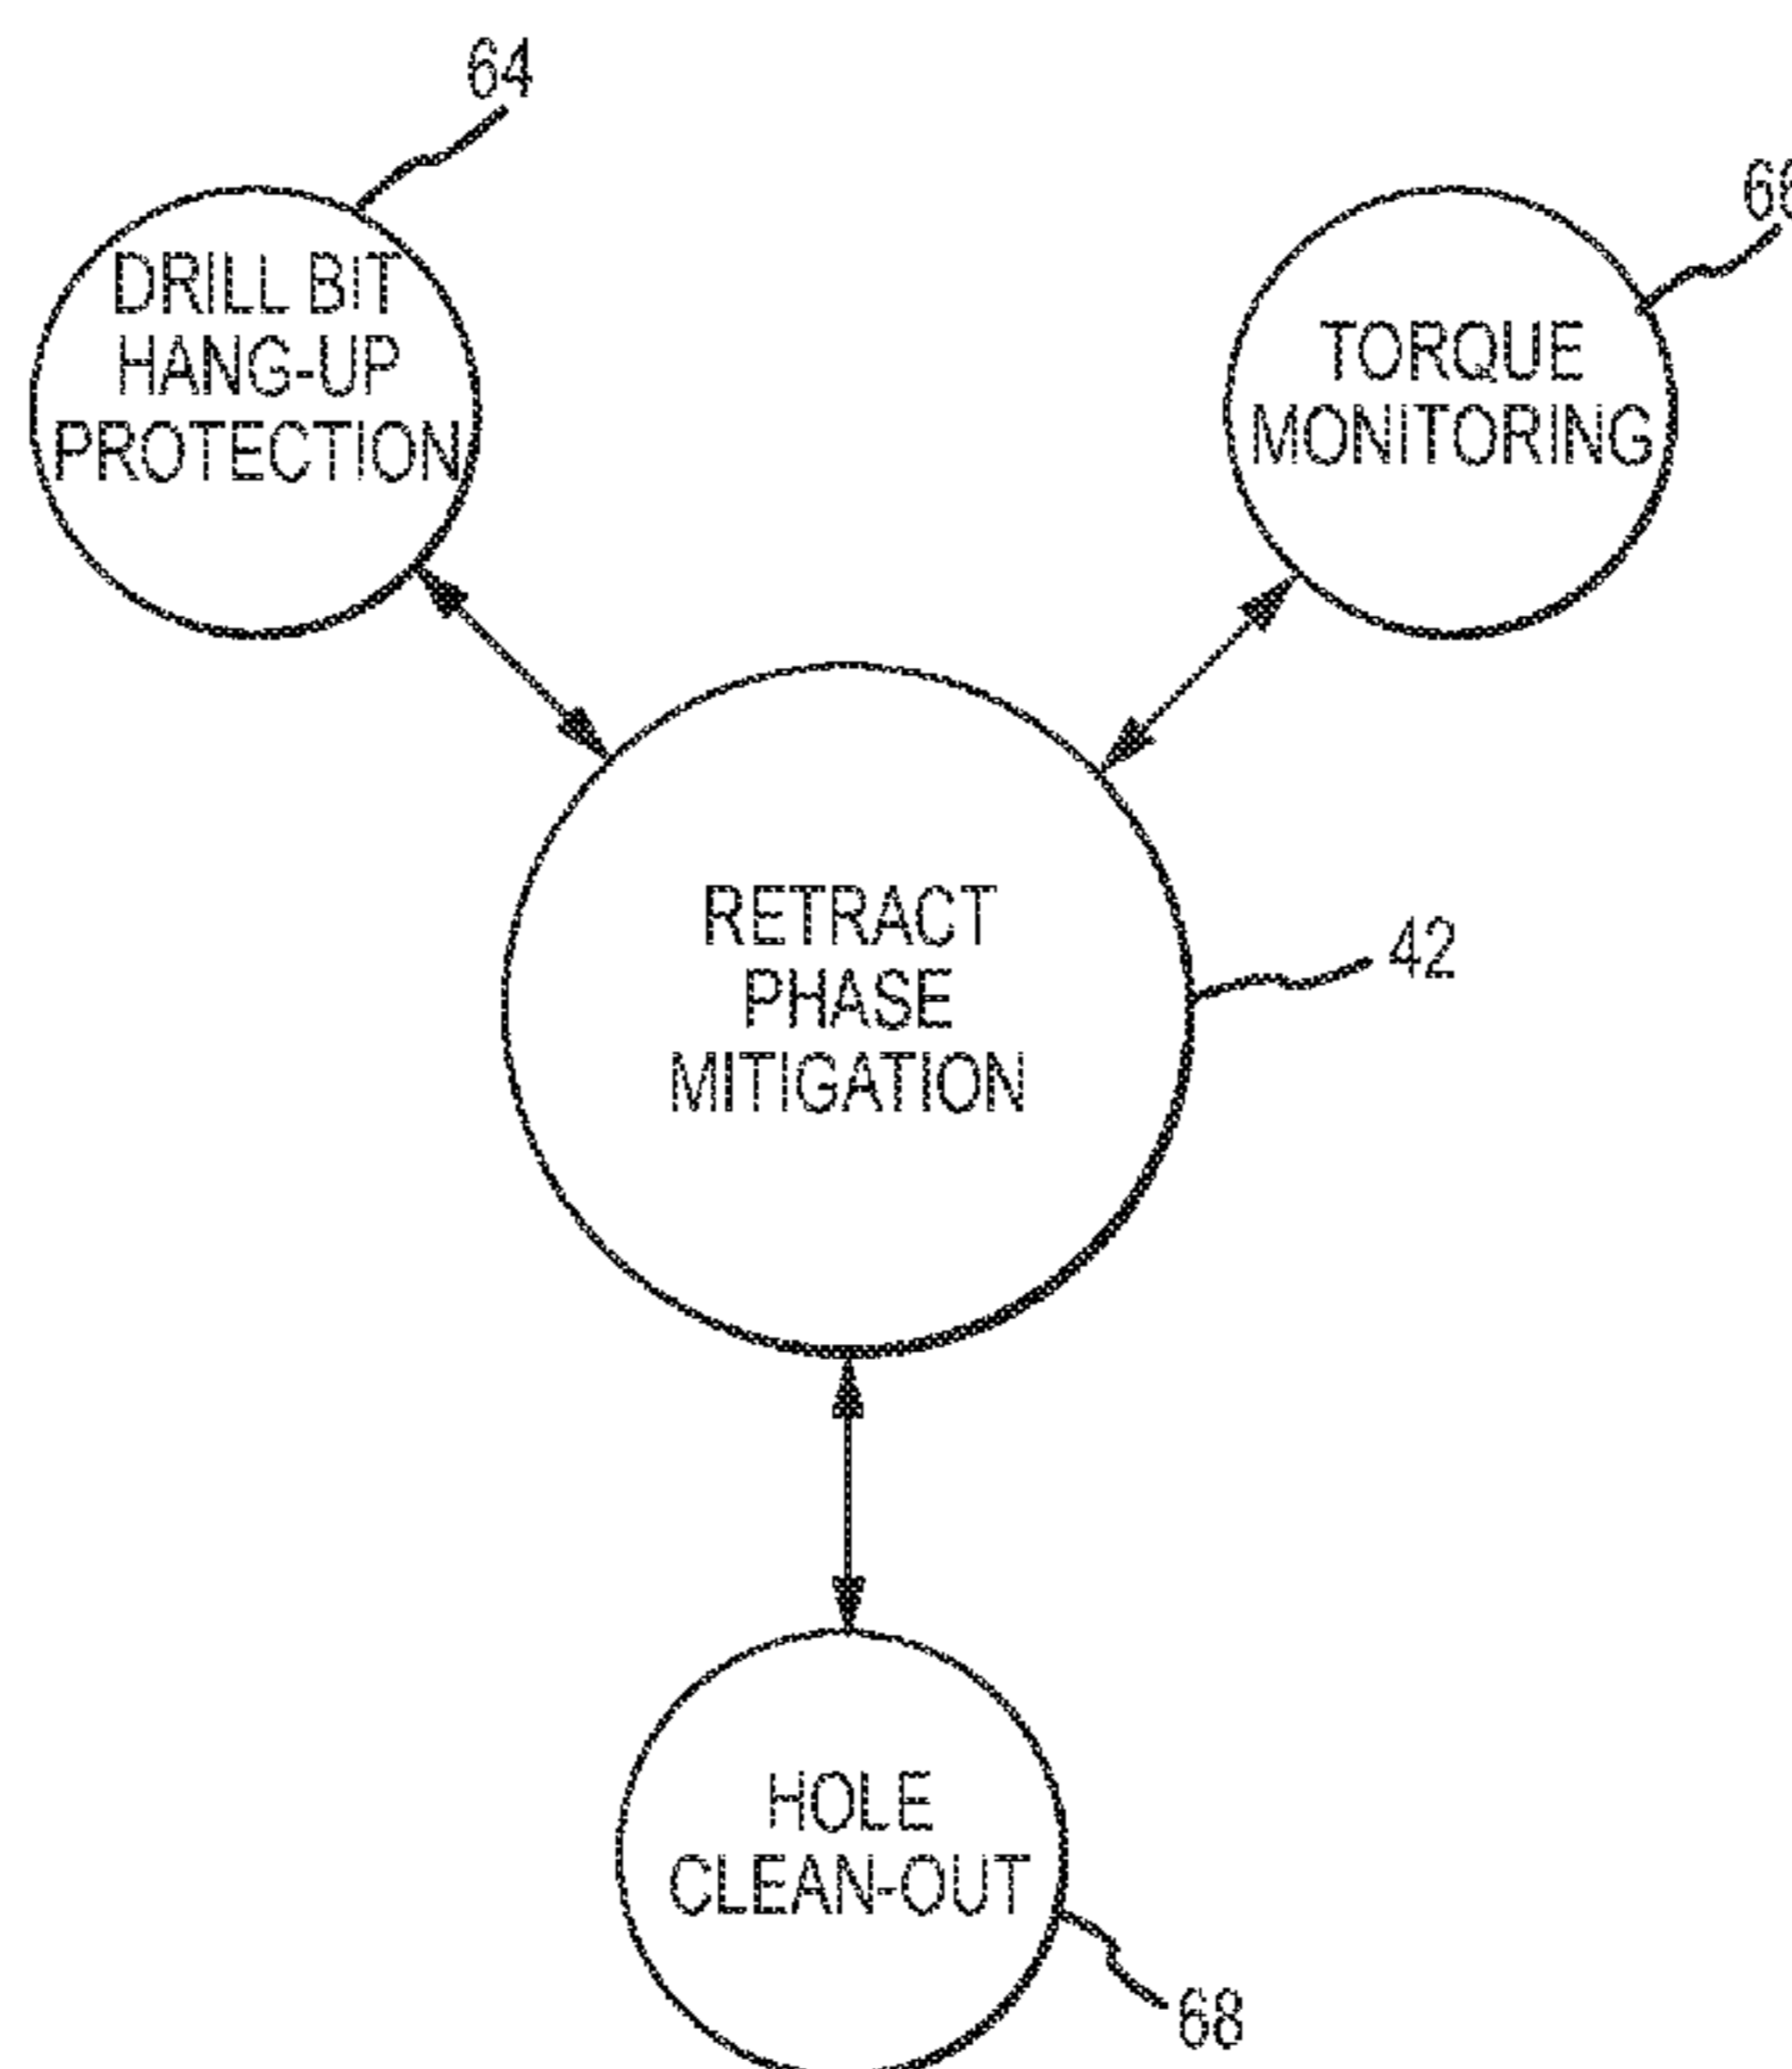 64
DRILL BIT
HANG-UP
PROTECTION
TORQUE
MONITORING
RETRACT
PHASE
MITIGATION
42
HOLE
CLEAN-OUT
68